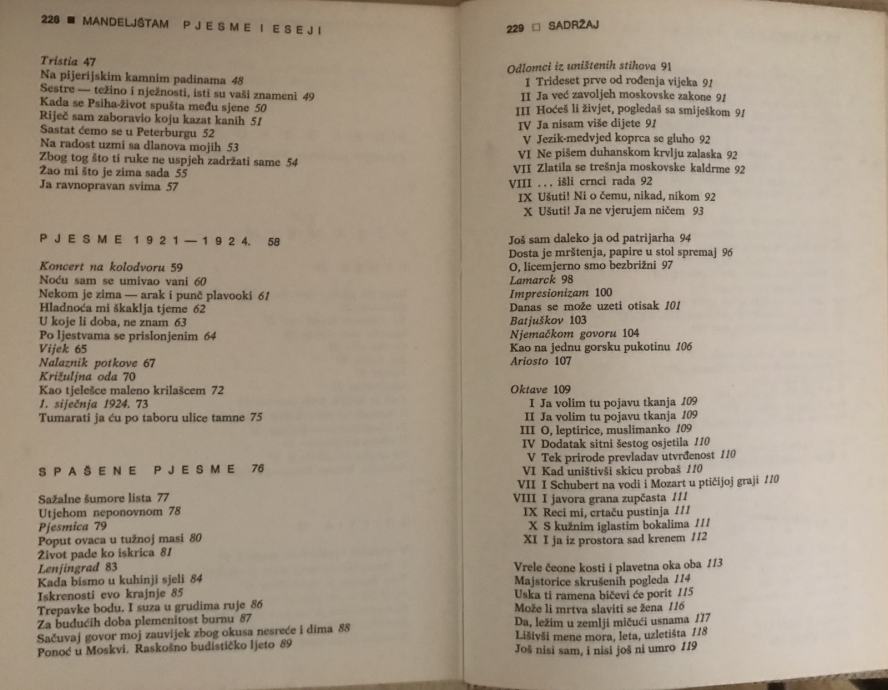 228 ■ MANDELJŠTAM PJESME I ESEJI
Tristia 47
Na pijerijskim kamnim padinama 48
Sestre — težino i nježnosti, isti su vaši znameni 49
Kada se Psiha-život spušta među sjene 50
Riječ sam zaboravio koju kazat kanih 51
Sastat ćemo se u Peterburgu 52
Na radost uzmi sa dlanova mojih 53
Zbog tog što ti ruke ne uspjeh zadržati same 54
Žao mi što je zima sada 55
Ja ravnopravan svima 57
PJESME 1921—1924. 58
Koncert na kolodvoru 59
Noću sam se umivao vani 60
Nekom je zima — arak i punč plavooki 61
Hladnoća mi škaklja tjeme 62
U koje li doba, ne znam 63
Po ljestvama se prislonjenim 64
Vijek 65
Nalaznik potkove 67
Križuljna oda 70
Kao tjelešce maleno krilašcem 72
1. siječnja 1924. 73
Tumarati ja ću po taboru ulice tamne 75
SPAŠENE PJESME 76
Sažalne šumore lista 77
Utjehom neponovnom 78
Pjesmica 79
Poput ovaca u tužnoj masi 80
Život pade ko iskrica 81
Lenjingrad 83
Kada bismo u kuhinji sjeli 84
Iskrenosti evo krajnje 85
Trepavke bodu. I suza u grudima ruje 86
Za budućih doba plemenitost burnu 87
Sačuvaj govor moj zauvijek zbog okusa nesreće i dima 88
Ponoć u Moskvi. Raskošno budističko ljeto 89
229 □ SADRŽAJ
Odlomci iz uništenih stihova 91
I Trideset prve od rođenja vijeka 91
II Ja već zavoljeh moskovske zakone 91
III Hoćeš li živjet, pogledaš sa smiješkom 91
IV Ja nisam više dijete 91
V Jezik-medvjed koprca se gluho 92
VI Ne pišem duhanskom krvlju zalaska 92
VII Zlatila se trešnja moskovske kaldrme 92
VIII ... išli crnci rada 92
IX Ušuti! Ni o čemu, nikad, nikom 92
X Ušuti! Ja ne vjerujem ničem 93
Još sam daleko ja od patrijarha 94
Dosta je mrštenja, papire u stol spremaj 96
O, licemjerno smo bezbrižni 97
Lamarck 98
Impresionizam 100
Danas se može uzeti otisak 101
Batjuškov 103
Njemačkom govoru 104
Kao na jednu gorsku pukotinu 106
Ariosto 107
Oktave 109
I Ja volim tu pojavu tkanja 109
II Ja volim tu pojavu tkanja 109
III O, leptirice, muslimanko 109
IV Dodatak sitni šestog osjetila 110
V Tek prirode prevladav utvrđenost 110
VI Kad uništivši skicu probaš 110
VII I Schubert na vodi i Mozart u ptičijoj graji 110
VIII I javora grana zupčasta 111
IX Reci mi, crtaču pustinja 111
X S kužnim iglastim bokalima 111
XI I ja iz prostora sad krenem 112
Vrele čeone kosti i plavetna oka oba 113
Majstorice skrušenih pogleda 114
Uska ti ramena bičevi će porit 115
Može li mrtva slaviti se žena 116
Da, ležim u zemlji mičući usnama 117
Lišivši mene mora, leta, uzletišta 118
Još nisi sam, i nisi još ni umro 119